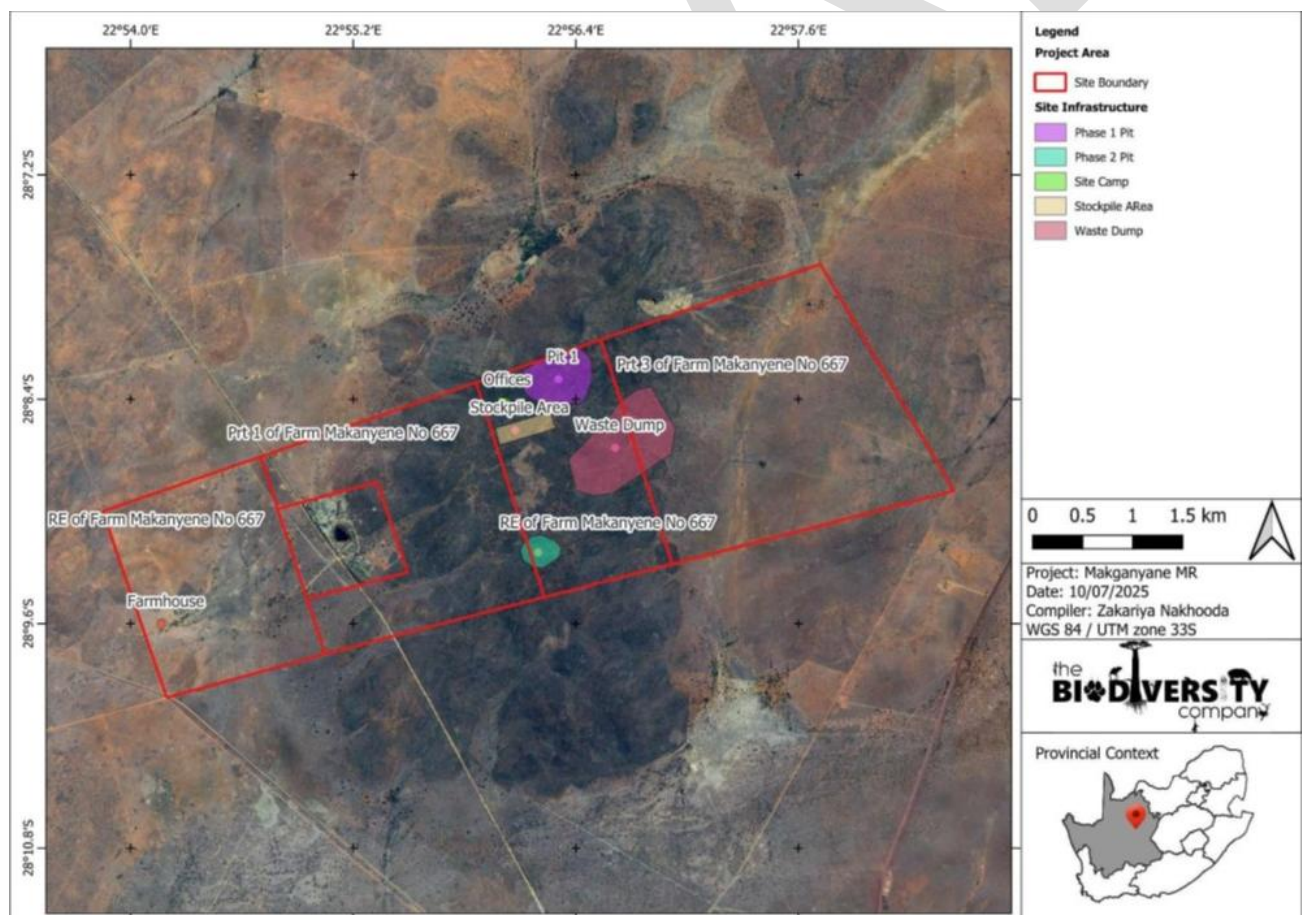 22°54.0'E
22°55.2'E
22°56.4'E
22°57.6'E
28°7.2'S
28°8.4'S
28°9.6'S
28°10.8'S
Pit 1
Prt 3 of Farm Makanyene No 667
Offices
Stockpile Area
Waste Dump
Prt 1 of Farm Makanyene No 667
RE of Farm Makanyene No 667
RE of Farm Makanyene No 667
Farmhouse
Legend
Project Area
Site Boundary
Site Infrastructure
Phase 1 Pit
Phase 2 Pit
Site Camp
Stockpile ARea
Waste Dump
0 0.5 1 1.5 km
Project: Makganyane MR
Date: 10/07/2025
Compiler: Zakariya Nakhooda
WGS 84 / UTM zone 33S
the
BIODIVERSITY
company
Provincial Context